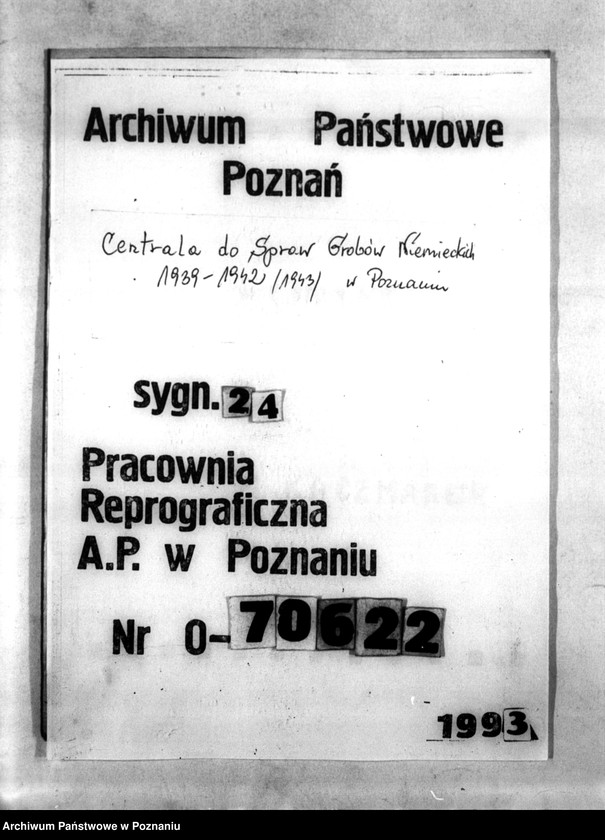 Archiwum Państwowe
Poznań
Centrala do Spraw Grobów Niemieckich
1939-1942 /1943/ w Poznaniu
sygn. 24
Pracownia
Reprograficzna
A.P. w Poznaniu
Nr O-70622
1993
Archiwum Państwowe w Poznaniu